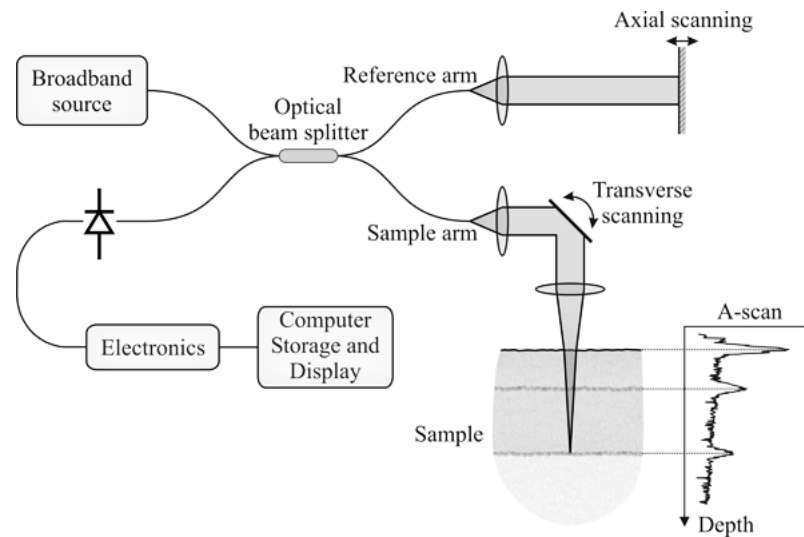 Axial scanning
Broadband
source
Reference arm
Optical
beam splitter
Transverse
scanning
Sample arm
A-scan
Electronics
Computer
Storage and
Display
Sample
Depth